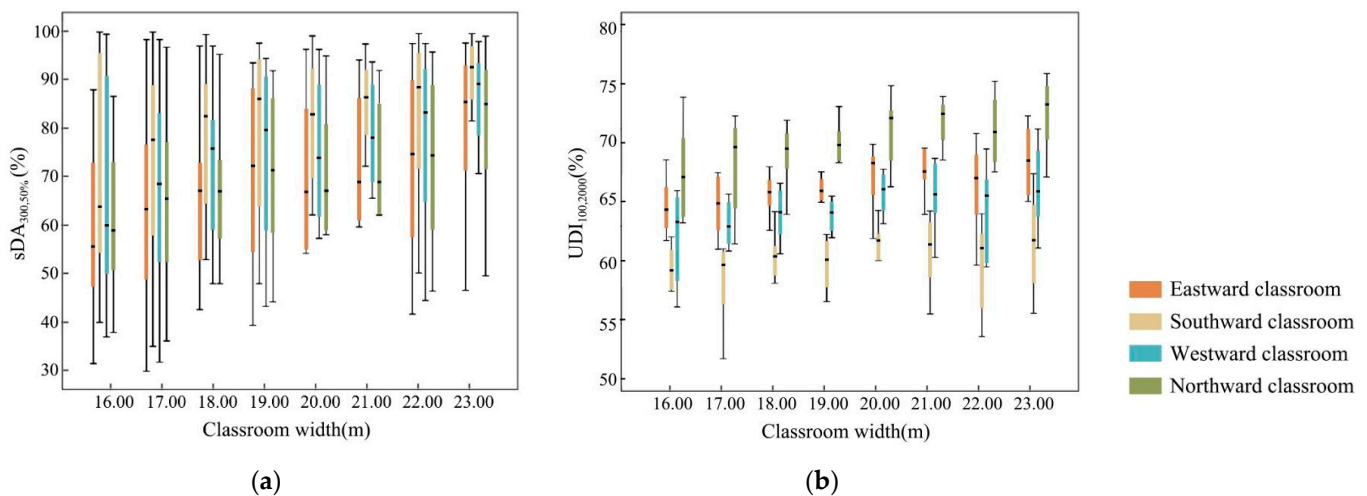 100
90
80
70
60
50
40
30
sDA300,50% (%)
16.00 17.00 18.00 19.00 20.00 21.00 22.00 23.00
Classroom width(m)
(a)
80
75
70
65
60
55
50
UDI100,2000(%)
16.00 17.00 18.00 19.00 20.00 21.00 22.00 23.00
Classroom width(m)
(b)
Eastward classroom
Southward classroom
Westward classroom
Northward classroom